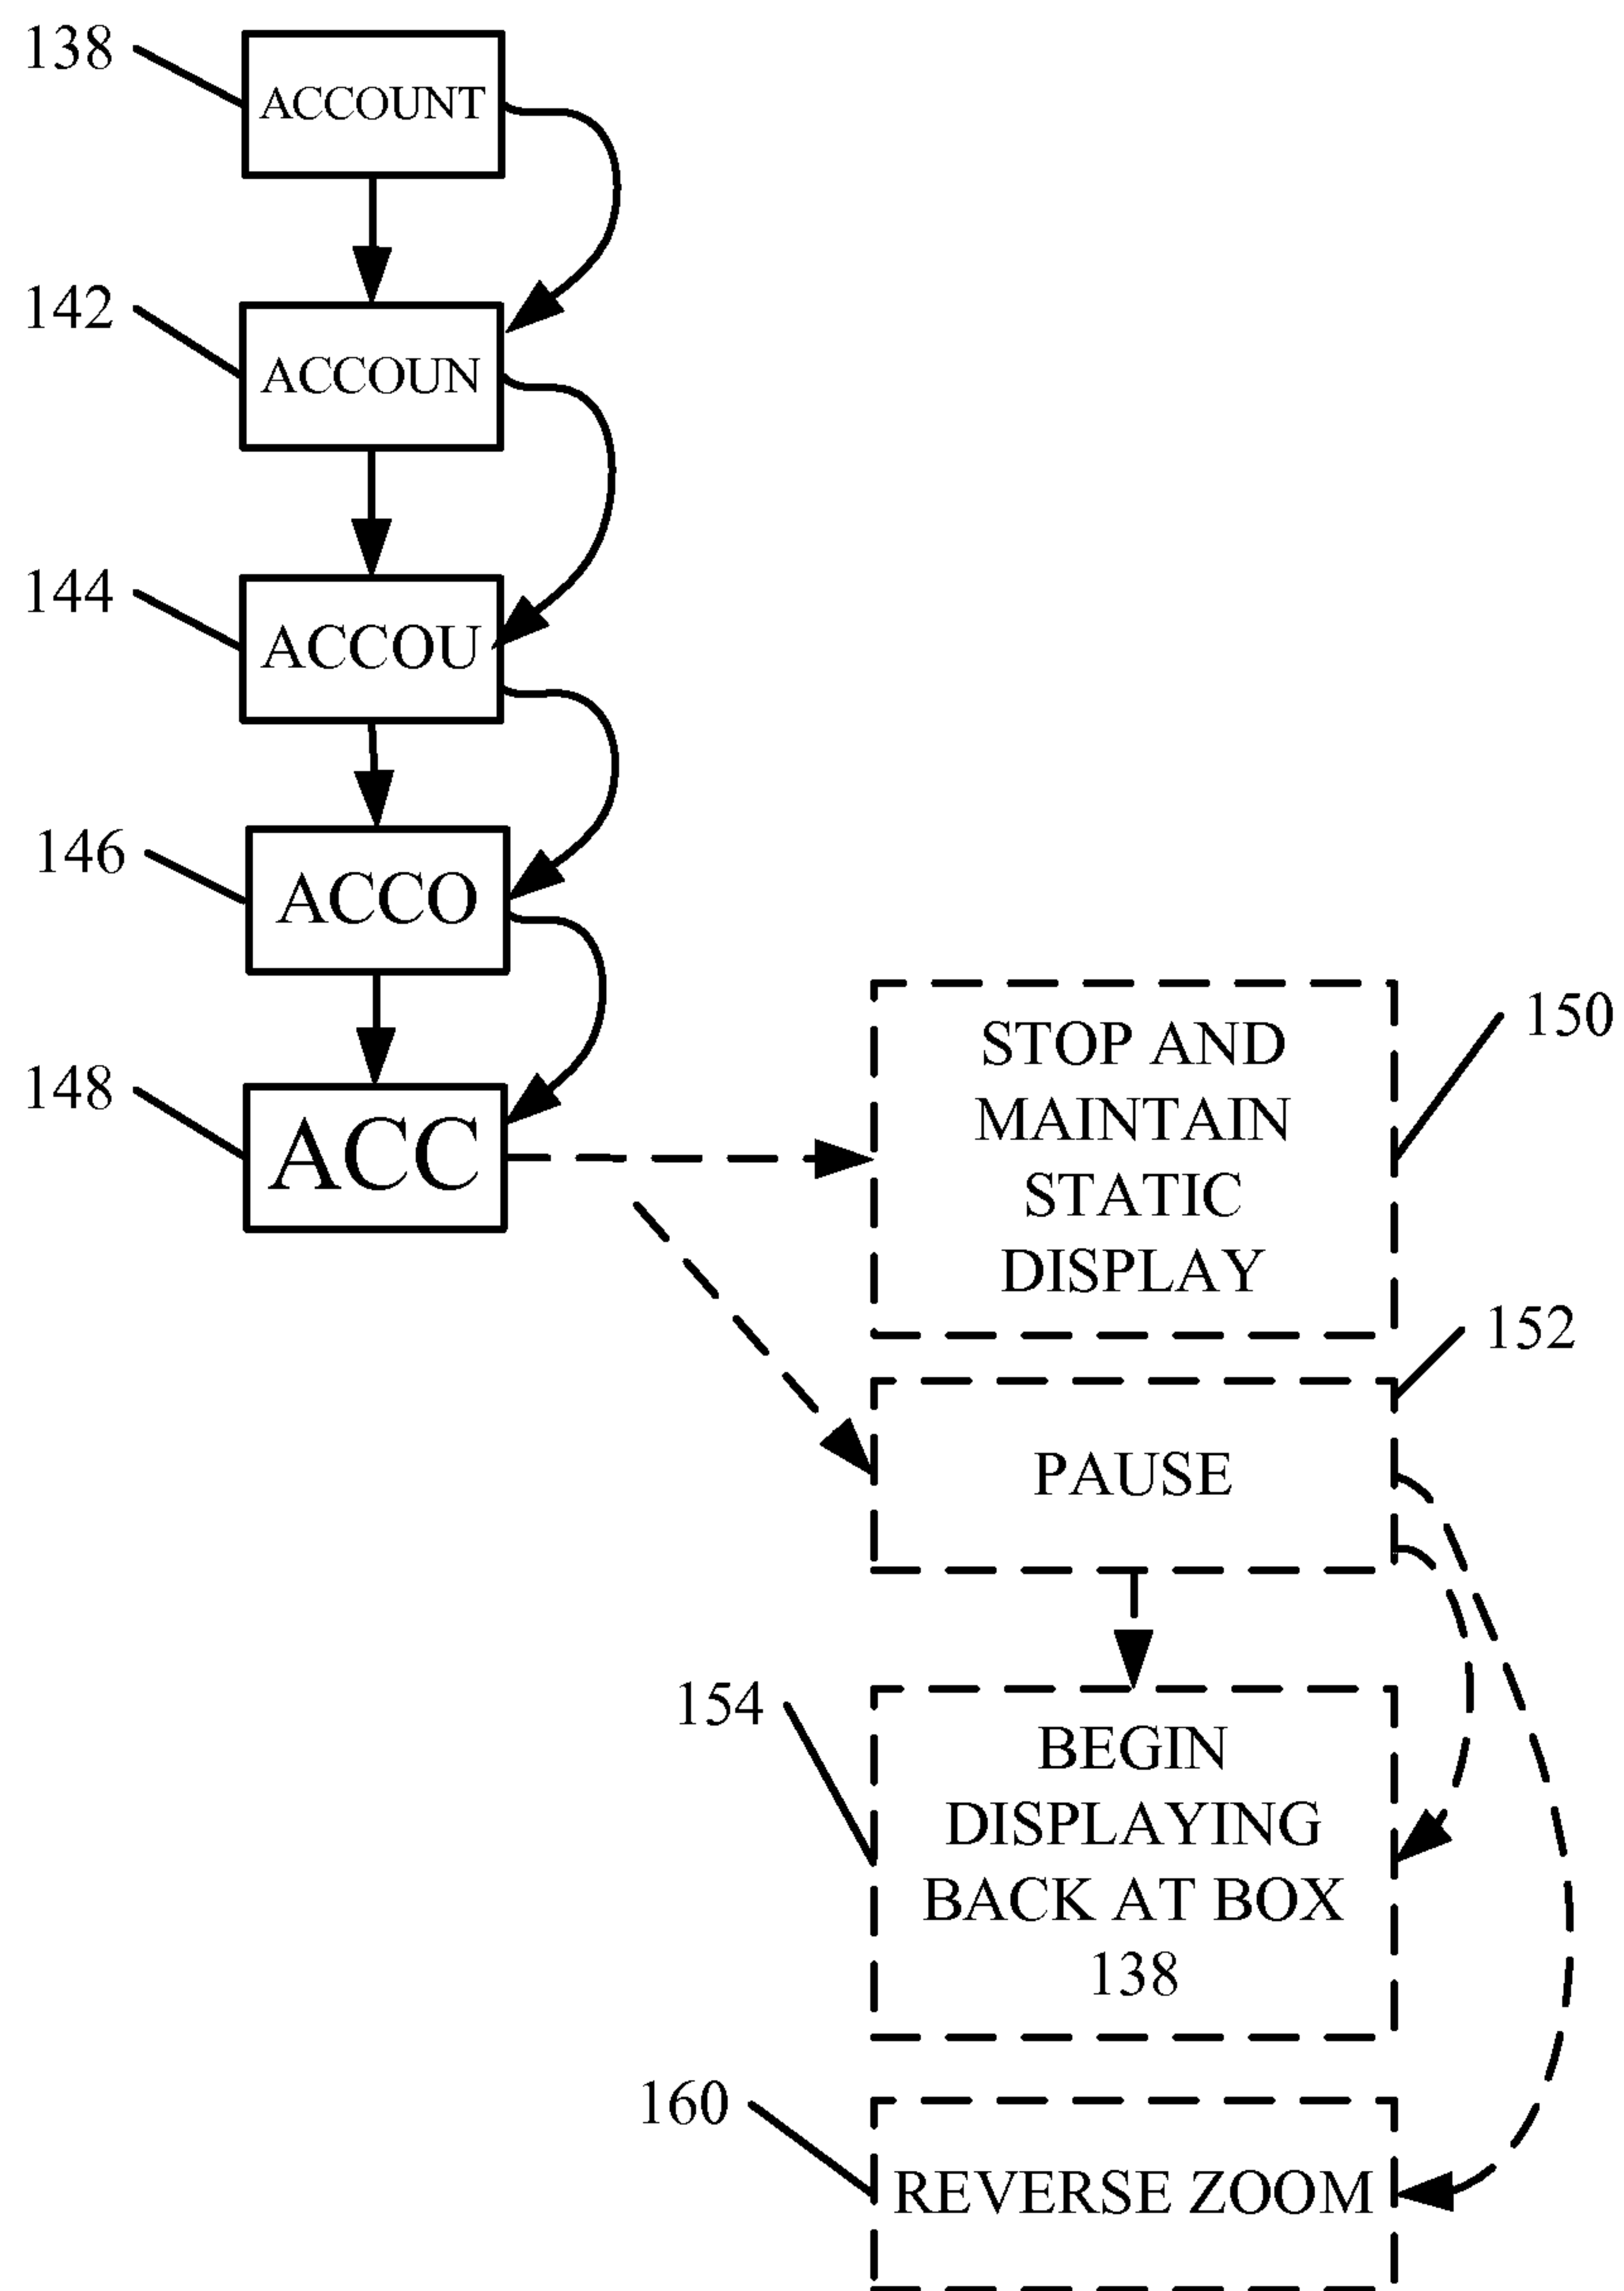 138
ACCOUNT
142
ACCOUN
144
ACCOU
146
ACCO
148
ACC
150
STOP AND
MAINTAIN
STATIC
DISPLAY
152
PAUSE
154
BEGIN
DISPLAYING
BACK AT BOX
138
160
REVERSE ZOOM